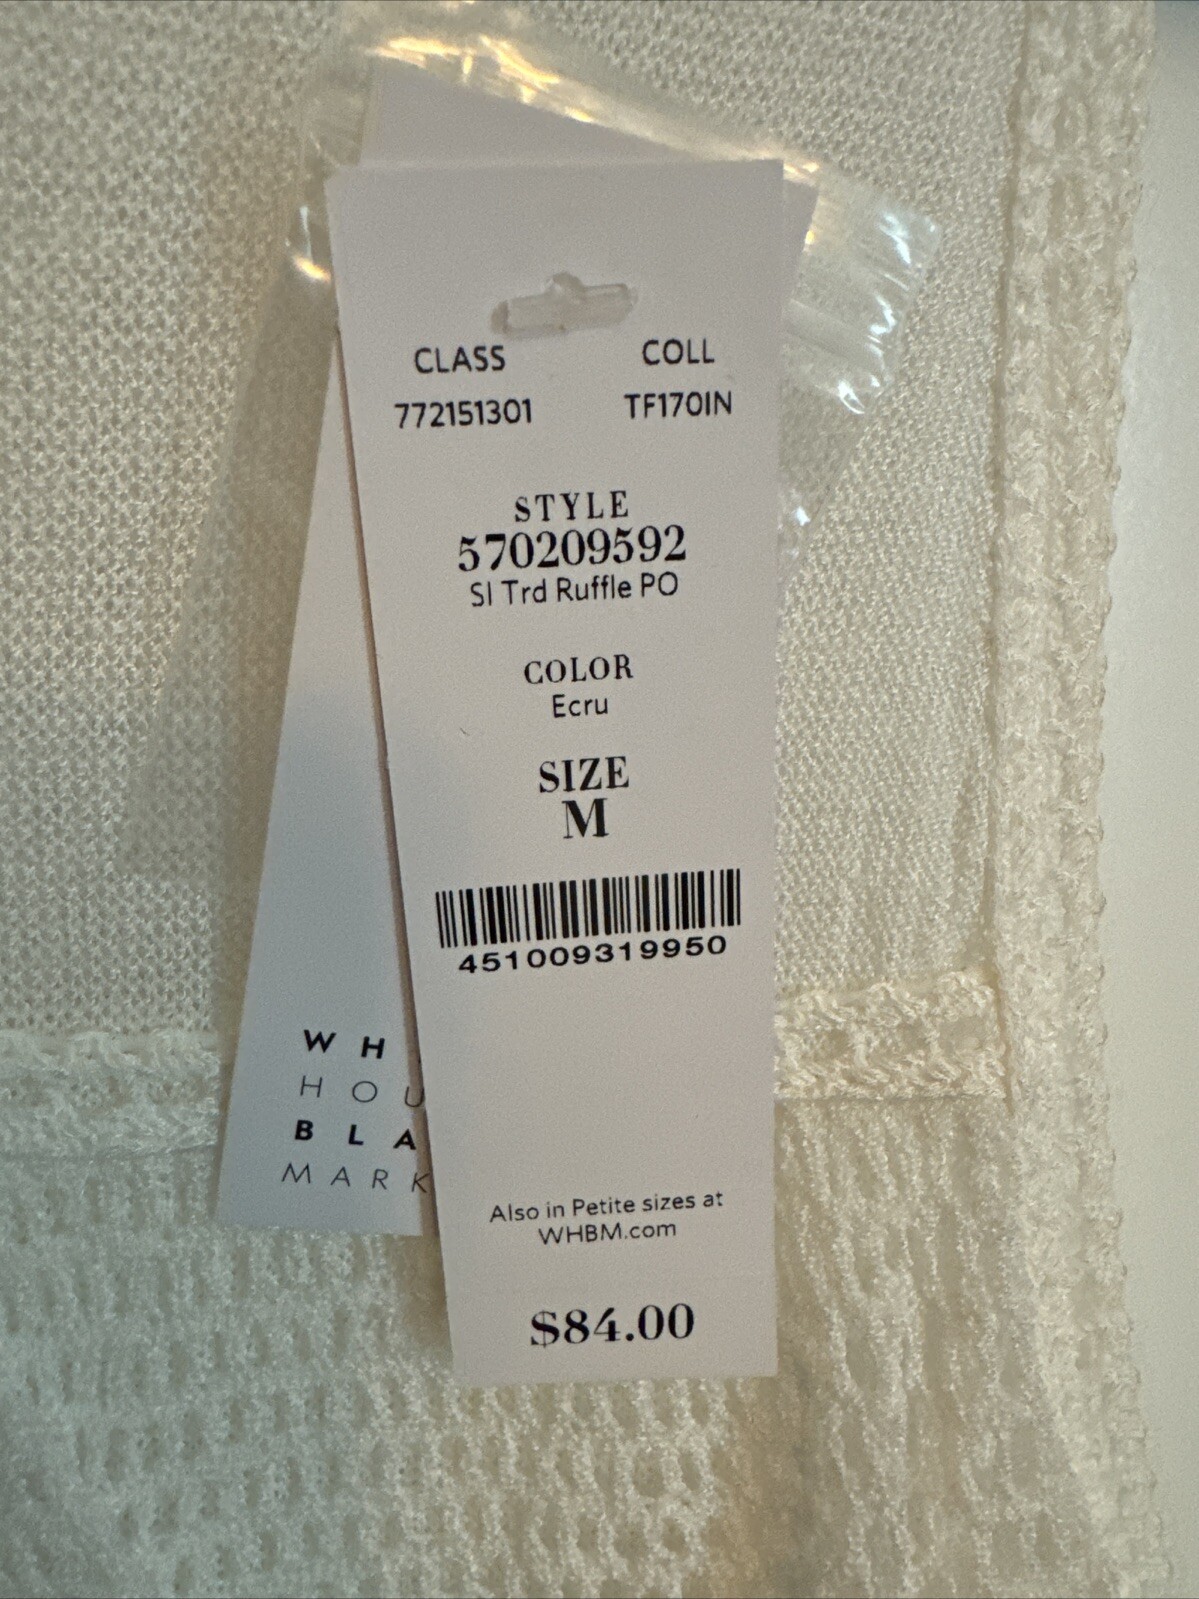 CLASS COLL
772151301 TF170IN
STYLE
570209592
Sl Trd Ruffle PO
COLOR
Ecru
SIZE
M
451009319950
WH
HOU
BLA
MARK
Also in Petite sizes at
WHBM.com
$84.00